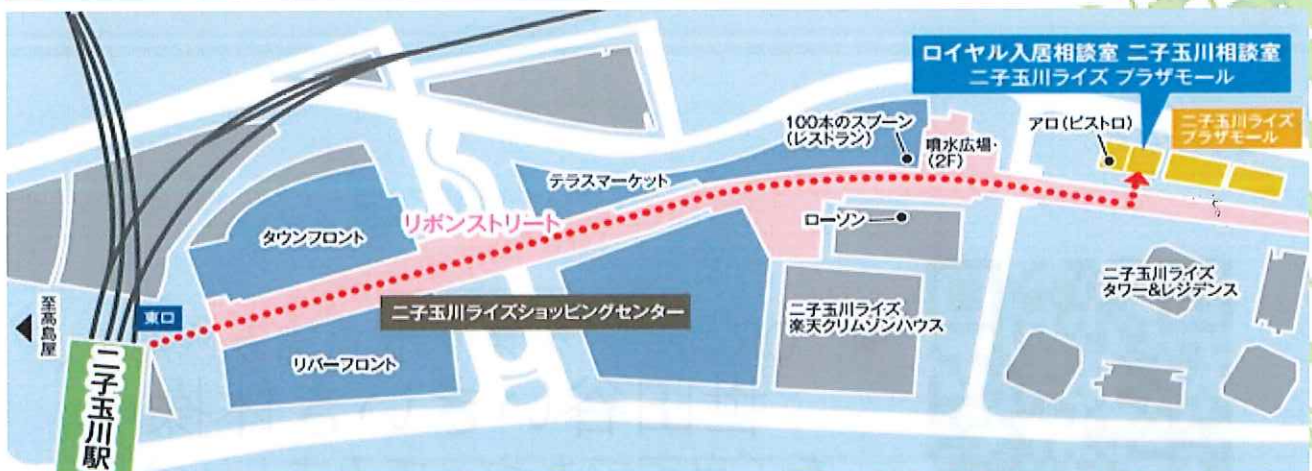 ロイヤル入居相談室 二子玉川相談室
二子玉川ライズ プラザモール
100本のスプーン
(レストラン)
噴水広場・
(2F)
アロ(ビストロ)
二子玉川ライズ
プラザモール
テラスマーケット
リボンストリート
タウンフロント
ローソン
二子玉川ライズ
タワー&レジデンス
二子玉川ライズショッピングセンター
二子玉川ライズ
楽天クリムゾンハウス
至高島屋
東口
リバーフロント
二子玉川駅